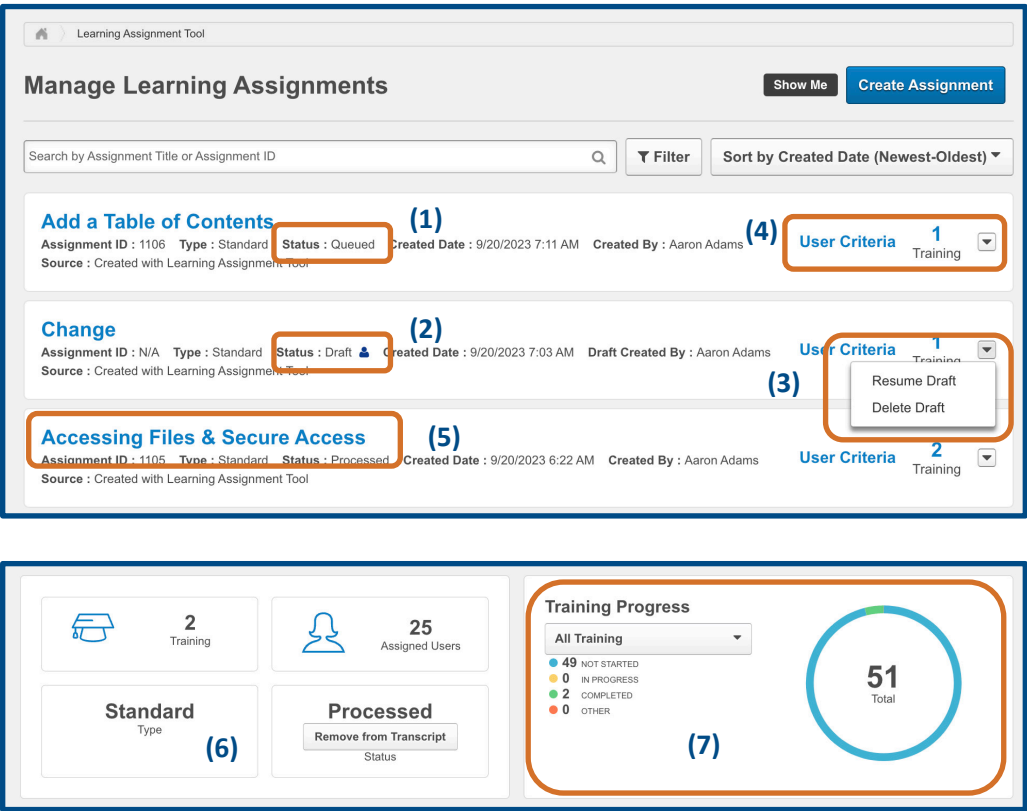 Learning Assignment Tool
Manage Learning Assignments
Show Me
Create Assignment
Search by Assignment Title or Assignment ID
Filter
Sort by Created Date (Newest-Oldest)
Add a Table of Contents
(1)
Assignment ID : 1106 Type : Standard Status : Queued Created Date : 9/20/2023 7:11 AM Created By : Aaron Adams
Source : Created with Learning Assignment Tool
(4)
User Criteria
1
Training
Change
(2)
Assignment ID : N/A Type : Standard Status : Draft Created Date : 9/20/2023 7:03 AM Draft Created By : Aaron Adams
Source : Created with Learning Assignment Tool
User Criteria
1
Training
(3)
Resume Draft
Delete Draft
Accessing Files & Secure Access
(5)
Assignment ID : 1105 Type : Standard Status : Processed Created Date : 9/20/2023 6:22 AM Created By : Aaron Adams
Source : Created with Learning Assignment Tool
User Criteria
2
Training
2
Training
25
Assigned Users
Standard
Type
(6)
Processed
Remove from Transcript
Status
Training Progress
All Training
49 NOT STARTED
0 IN PROGRESS
2 COMPLETED
0 OTHER
51
Total
(7)